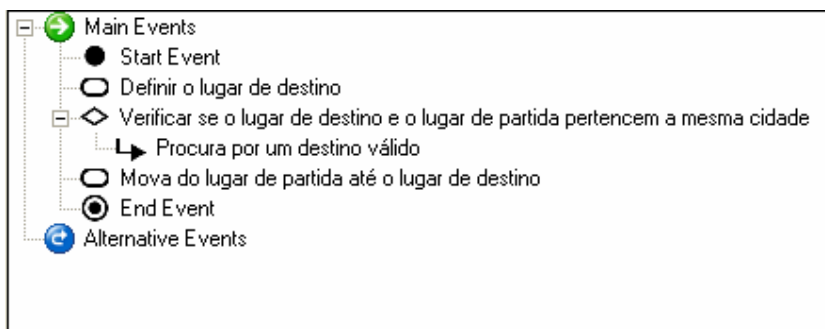 Main Events
Start Event
Definir o lugar de destino
Verificar se o lugar de destino e o lugar de partida pertencem a mesma cidade
Procura por um destino válido
Mova do lugar de partida até o lugar de destino
End Event
Alternative Events